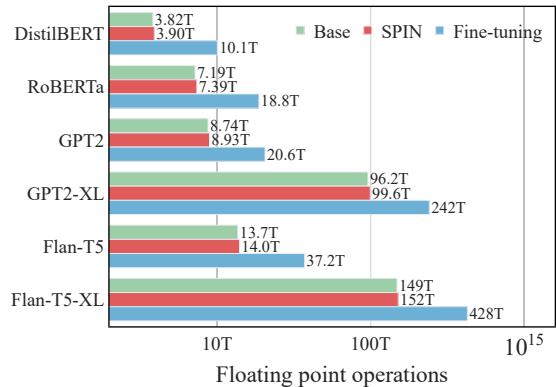 Base SPIN Fine-tuning
DistilBERT
3.82T
3.90T
10.1T
RoBERTa
7.19T
7.39T
18.8T
GPT2
8.74T
8.93T
20.6T
GPT2-XL
96.2T
99.6T
242T
Flan-T5
13.7T
14.0T
37.2T
Flan-T5-XL
149T
152T
428T
10T 100T 10¹⁵
Floating point operations